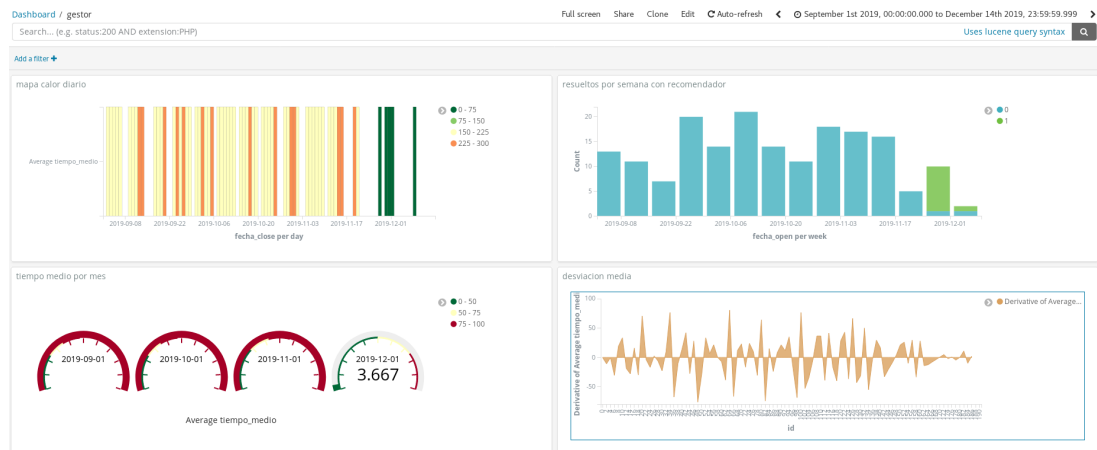 Dashboard / gestor
Full screen Share Clone Edit Auto-refresh September 1st 2019, 00:00:00.000 to December 14th 2019, 23:59:59.999
Search... (e.g. status:200 AND extension:PHP)
Uses lucene query syntax
Add a filter +
mapa calor diario
Average tiempo_medio
2019-09-08 2019-09-22 2019-10-06 2019-10-20 2019-11-03 2019-11-17 2019-12-01
fecha_close per day
0 - 75
75 - 150
150 - 225
225 - 300
resueltos por semana con recomendador
20
15
10
5
0
Count
2019-09-08 2019-09-22 2019-10-06 2019-10-20 2019-11-03 2019-11-17 2019-12-01
fecha_open per week
0
1
tiempo medio por mes
2019-09-01
2019-10-01
2019-11-01
2019-12-01
3.667
Average tiempo_medio
0 - 50
50 - 75
75 - 100
desviacion media
100
50
0
-50
Derivative of Average tiempo_medi
id
Derivative of Average...